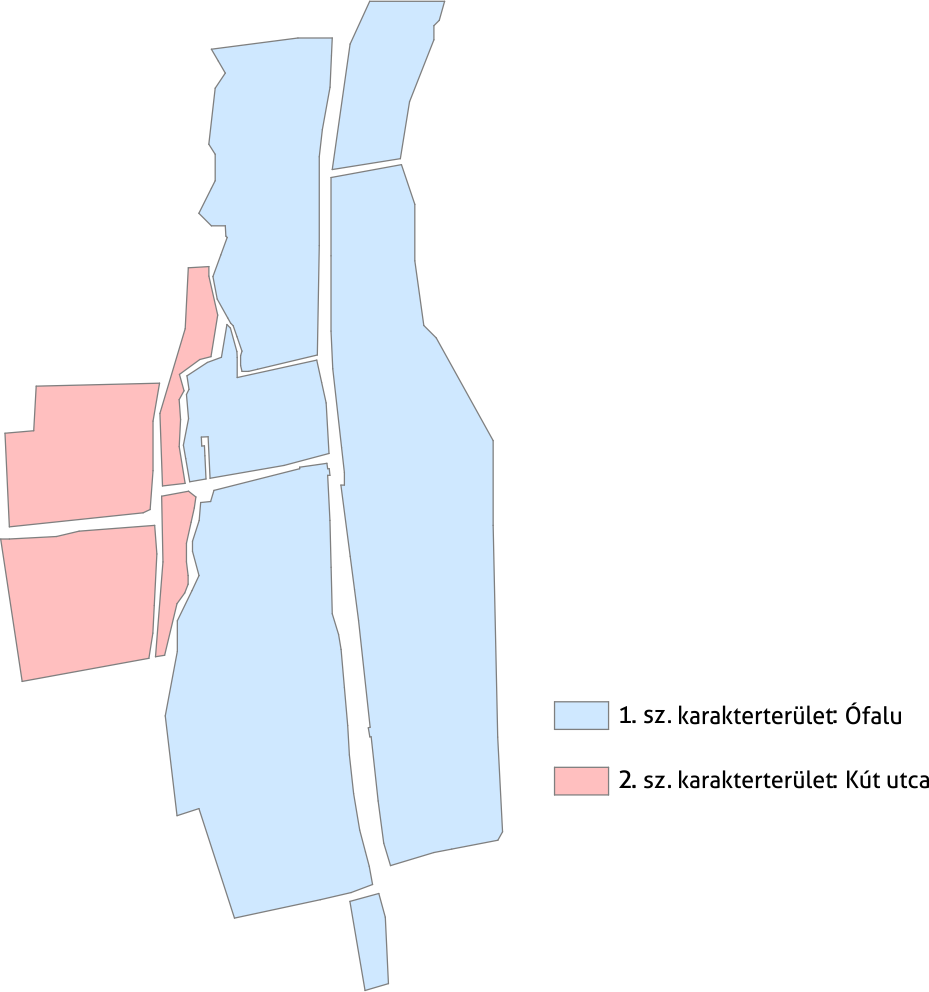 1. sz. karakterterület: Ófalu
2. sz. karakterterület: Kút utca